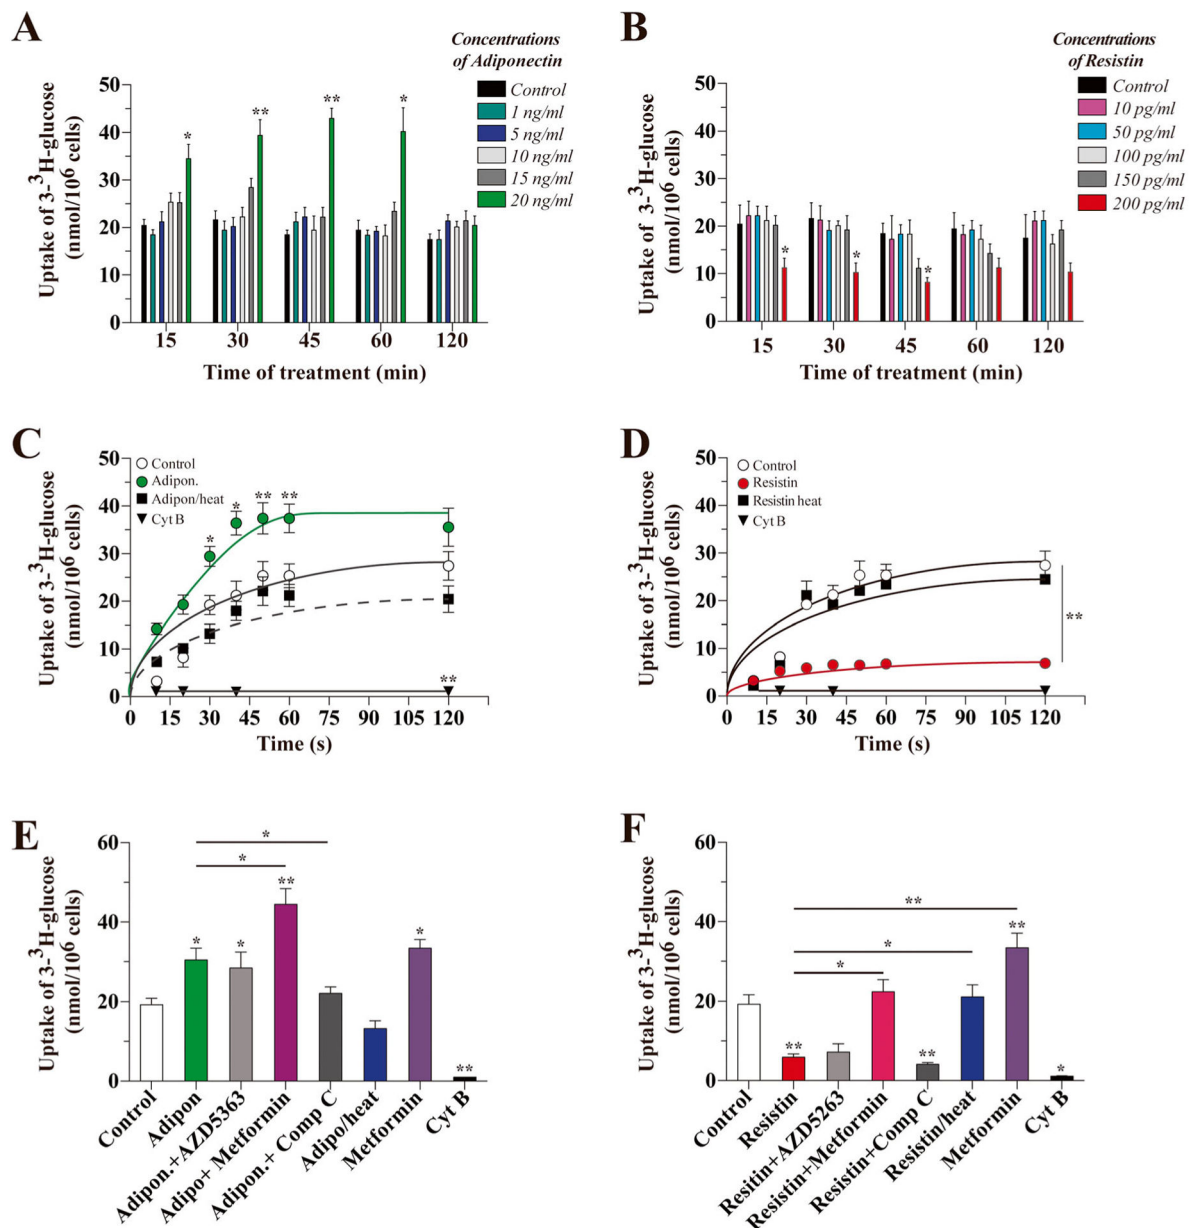 A
Concentrations
of Adiponectin
Control
1 ng/ml
5 ng/ml
10 ng/ml
15 ng/ml
20 ng/ml
Uptake of 3-³H-glucose
(nmol/10⁶ cells)
50
40
30
20
10
0
*
**
**
*
15 30 45 60 120
Time of treatment (min)
B
Concentrations
of Resistin
Control
10 pg/ml
50 pg/ml
100 pg/ml
150 pg/ml
200 pg/ml
Uptake of 3-³H-glucose
(nmol/10⁶ cells)
50
40
30
20
10
0
*
*
*
15 30 45 60 120
Time of treatment (min)
C
Uptake of 3-³H-glucose
(nmol/10⁶ cells)
50
40
30
20
10
0
Control
Adipon.
Adipon/heat
Cyt B
*
*
**
**
**
0 15 30 45 60 75 90 105 120
Time (s)
D
Uptake of 3-³H-glucose
(nmol/10⁶ cells)
50
40
30
20
10
0
Control
Resistin
Resistin heat
Cyt B
**
0 15 30 45 60 75 90 105 120
Time (s)
E
Uptake of 3-³H-glucose
(nmol/10⁶ cells)
60
40
20
0
*
*
*
*
**
*
**
Control
Adipon
Adipon.+AZD5363
Adipo+ Metformin
Adipon.+ Comp C
Adipo/heat
Metformin
Cyt B
F
Uptake of 3-³H-glucose
(nmol/10⁶ cells)
60
40
20
0
**
*
*
**
**
**
*
Control
Resistin
Resitin+AZD5263
Resistin+Metformin
Resistin+Comp C
Resistin/heat
Metformin
Cyt B